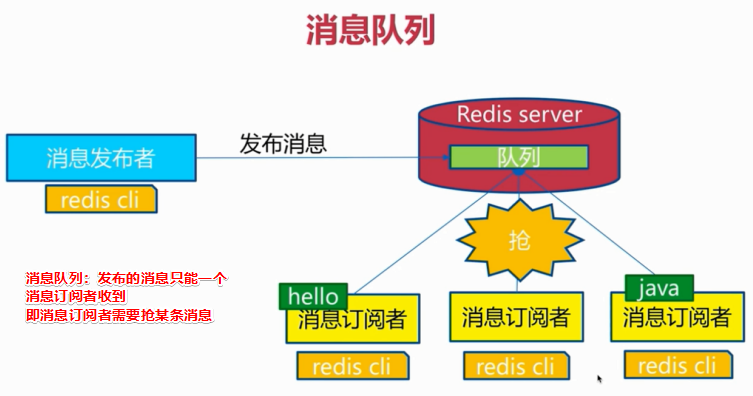 消息队列
Redis server
发布消息
消息发布者
队列
redis cli
抢
消息队列：发布的消息只能一个
消息订阅者收到
即消息订阅者需要抢某条消息
hello
java
消息订阅者
消息订阅者
消息订阅者
redis cli
redis cli
redis cli